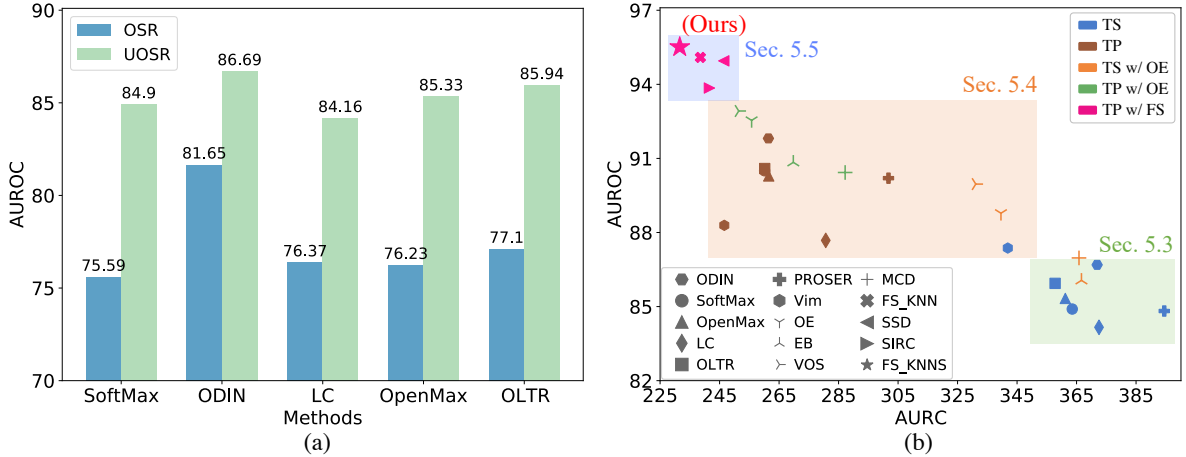 90
85
80
75
70
AUROC
OSR
UOSR
75.59
84.9
81.65
86.69
76.37
84.16
76.23
85.33
77.1
85.94
SoftMax
ODIN
LC
OpenMax
OLTR
Methods
(a)
97
94
91
88
85
82
AUROC
(Ours)
Sec. 5.5
Sec. 5.4
Sec. 5.3
TS
TP
TS w/ OE
TP w/ OE
TP w/ FS
ODIN
SoftMax
OpenMax
LC
OLTR
PROSER
Vim
OE
EB
VOS
MCD
FS_KNN
SSD
SIRC
FS_KNNS
225
245
265
285
305
325
345
365
385
AURC
(b)